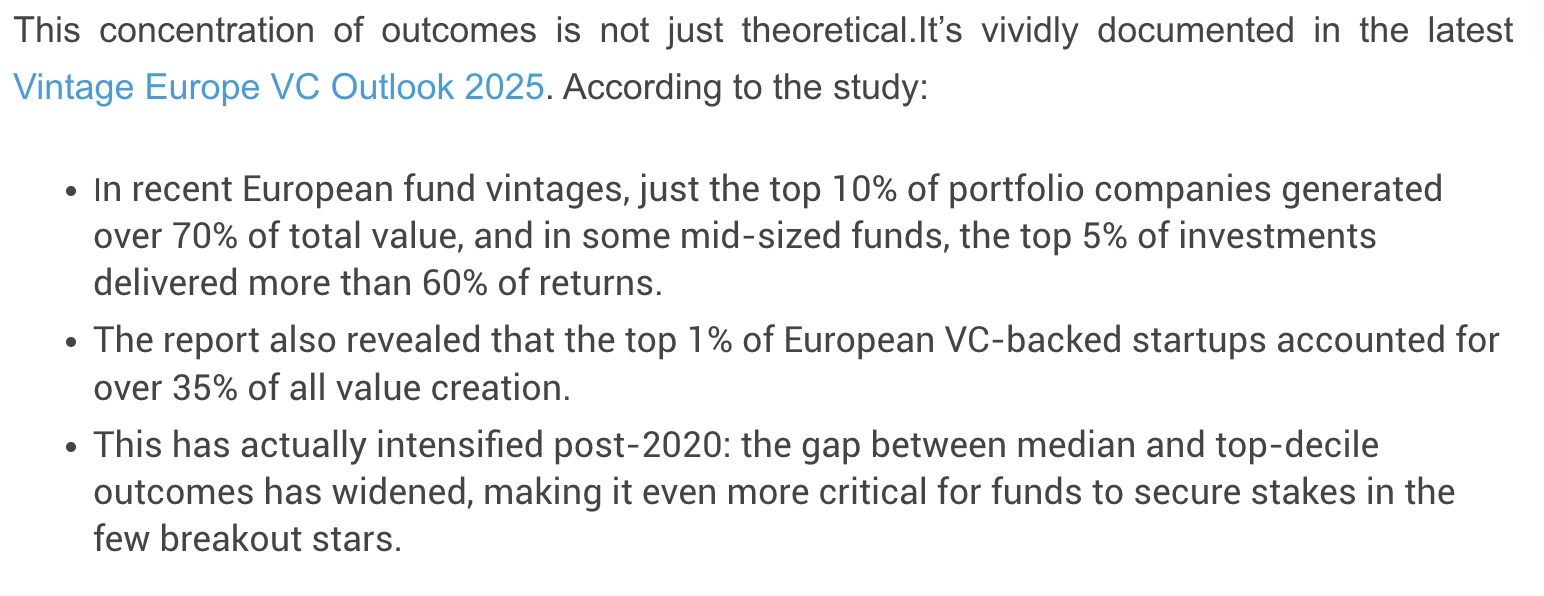 This concentration of outcomes is not just theoretical.It’s vividly documented in the latest
Vintage Europe VC Outlook 2025. According to the study:
• In recent European fund vintages, just the top 10% of portfolio companies generated
over 70% of total value, and in some mid-sized funds, the top 5% of investments
delivered more than 60% of returns.
• The report also revealed that the top 1% of European VC-backed startups accounted for
over 35% of all value creation.
• This has actually intensified post-2020: the gap between median and top-decile
outcomes has widened, making it even more critical for funds to secure stakes in the
few breakout stars.